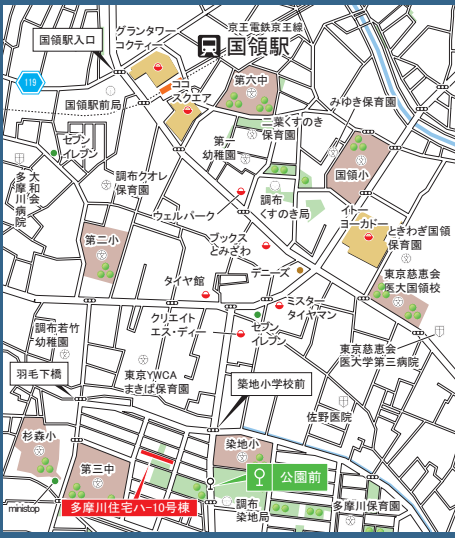 京王電鉄京王線
国領駅
グランタワー
コクティー
国領駅入口
119
ココ
スクエア
第六中
国領駅前局
みゆき保育園
二葉くすのき
保育園
セブン
イレブン
第一
幼稚園
大和会
多摩川病院
調布クオレ
保育園
国領小
ウェルパーク
調布
くすのき局
イトー
ヨーカドー
ときわぎ国領
保育園
第二小
ブックス
とみざわ
デニーズ
東京慈恵会
医大国領校
タイヤ館
ミスター
タイヤマン
クリエイト
エス・ディー
セブン
イレブン
調布若竹
幼稚園
東京慈恵会
医大学第三病院
羽毛下橋
東京YWCA
まきば保育園
築地小学校前
佐野医院
杉森小
染地小
第三中
公園前
多摩川住宅ハ-10号棟
ministop
調布
染地局
多摩川保育園